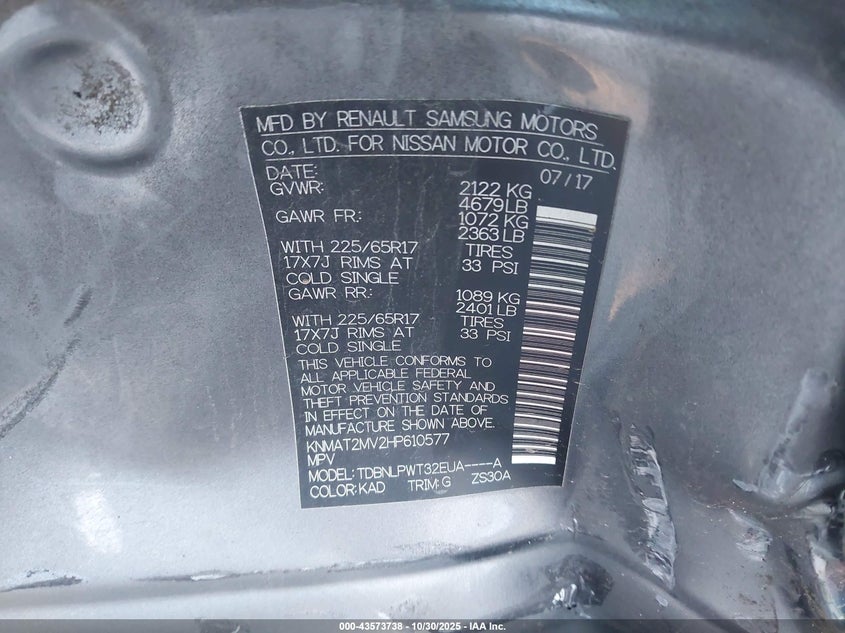 MFD BY RENAULT SAMSUNG MOTORS
CO., LTD. FOR NISSAN MOTOR CO., LTD.
DATE: 07/17
GVWR: 2122 KG
4679 LB
GAWR FR: 1072 KG
2363 LB
WITH 225/65R17 TIRES
17X7J RIMS AT 33 PSI
COLD SINGLE
GAWR RR: 1089 KG
2401 LB
WITH 225/65R17 TIRES
17X7J RIMS AT 33 PSI
COLD SINGLE
THIS VEHICLE CONFORMS TO
ALL APPLICABLE FEDERAL
MOTOR VEHICLE SAFETY AND
THEFT PREVENTION STANDARDS
IN EFFECT ON THE DATE OF
MANUFACTURE SHOWN ABOVE.
KNMAT2MV2HP610577
MPV
MODEL: TDBNLPWT32EUA----A
COLOR: KAD TRIM: G ZS30A
000-43573738 - 10/30/2025 - IAA Inc.